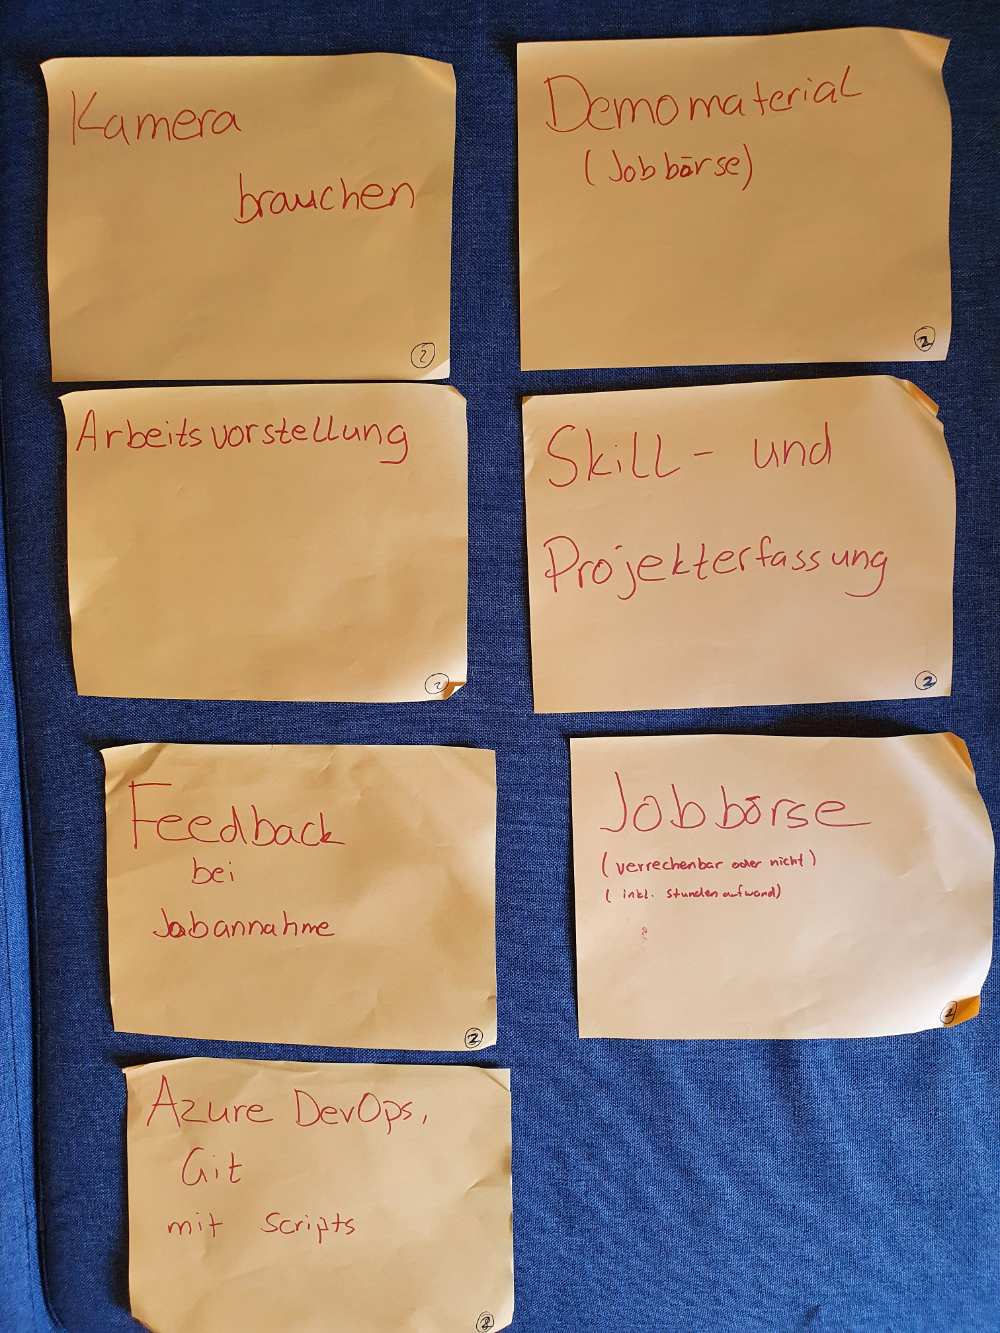 Kamera
brauchen
2
Demomaterial
(Jobbörse)
2
Arbeitsvorstellung
2
Skill- und
Projekterfassung
2
Feedback
bei
Jobannahme
2
Jobbörse
(verrechenbar oder nicht)
(inkl. Stundenaufwand)
2
Azure DevOps,
Git
mit Scripts
2